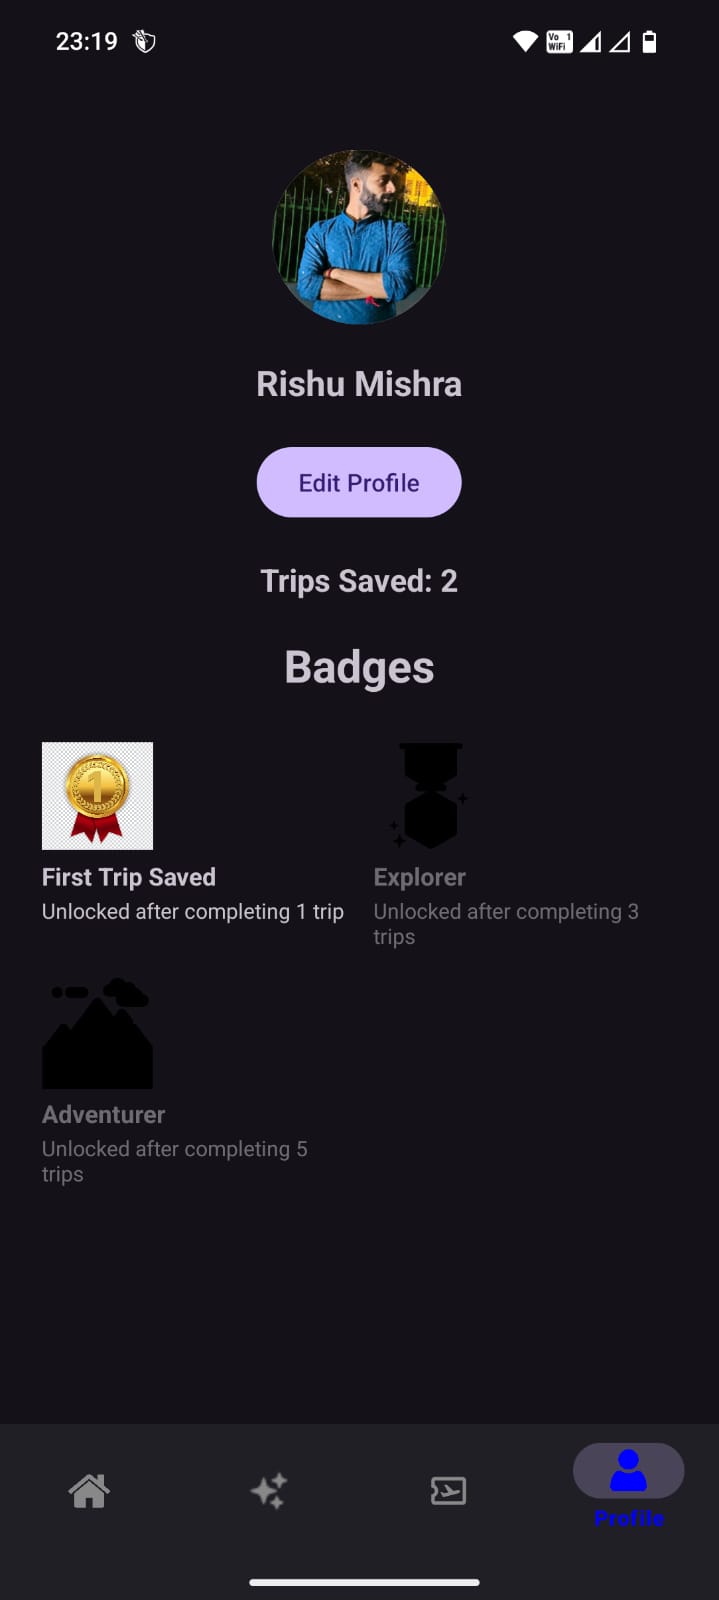 23:19
Vo 1
WiFi
Rishu Mishra
Edit Profile
Trips Saved: 2
Badges
1
First Trip Saved
Unlocked after completing 1 trip
Explorer
Unlocked after completing 3
trips
Adventurer
Unlocked after completing 5
trips
Profile